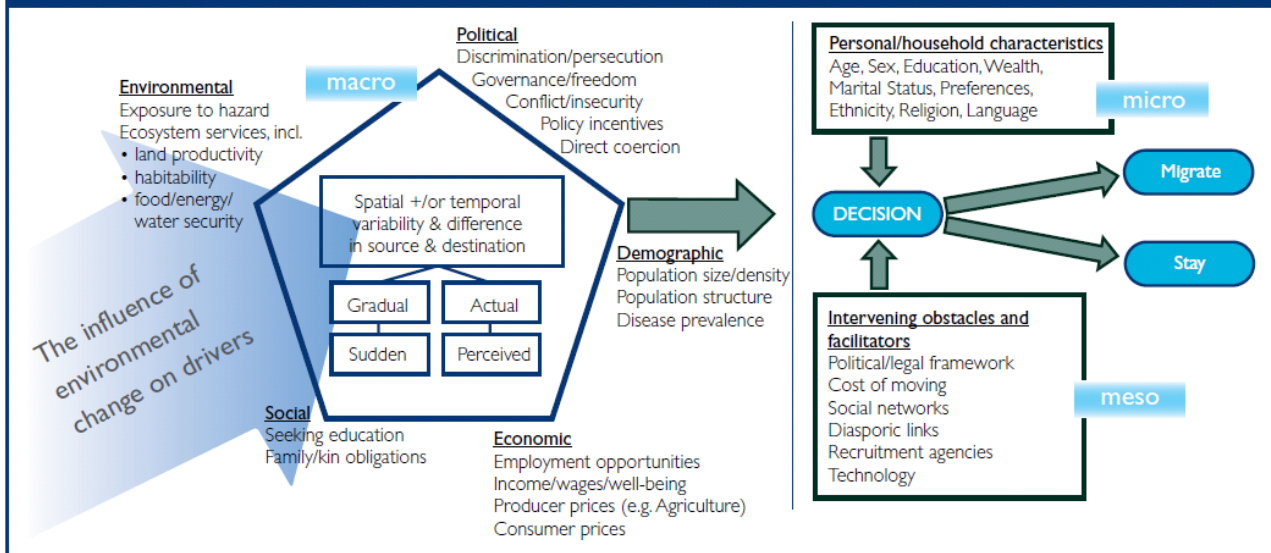 Political
Discrimination/persecution
Governance/freedom
Conflict/insecurity
Policy incentives
Direct coercion
macro
Environmental
Exposure to hazard
Ecosystem services, incl.
• land productivity
• habitability
• food/energy/
water security
The influence of
environmental
change on drivers
Spatial +/or temporal
variability & difference
in source & destination
Gradual
Actual
Sudden
Perceived
Demographic
Population size/density
Population structure
Disease prevalence
Social
Seeking education
Family/kin obligations
Economic
Employment opportunities
Income/wages/well-being
Producer prices (e.g. Agriculture)
Consumer prices
Personal/household characteristics
Age, Sex, Education, Wealth,
Marital Status, Preferences,
Ethnicity, Religion, Language
micro
DECISION
Migrate
Stay
Intervening obstacles and
facilitators
Political/legal framework
Cost of moving
Social networks
Diasporic links
Recruitment agencies
Technology
meso